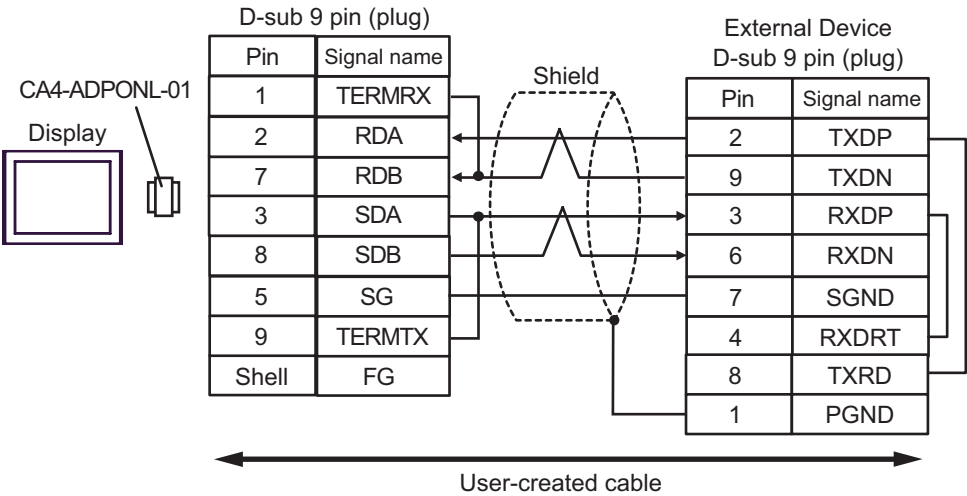 D-sub 9 pin (plug)
Pin Signal name
1 TERMRX
2 RDA
7 RDB
3 SDA
8 SDB
5 SG
9 TERMTX
Shell FG
CA4-ADPONL-01
Display
Shield
External Device
D-sub 9 pin (plug)
Pin Signal name
2 TXDP
9 TXDN
3 RXDP
6 RXDN
7 SGND
4 RXDRT
8 TXRD
1 PGND
User-created cable